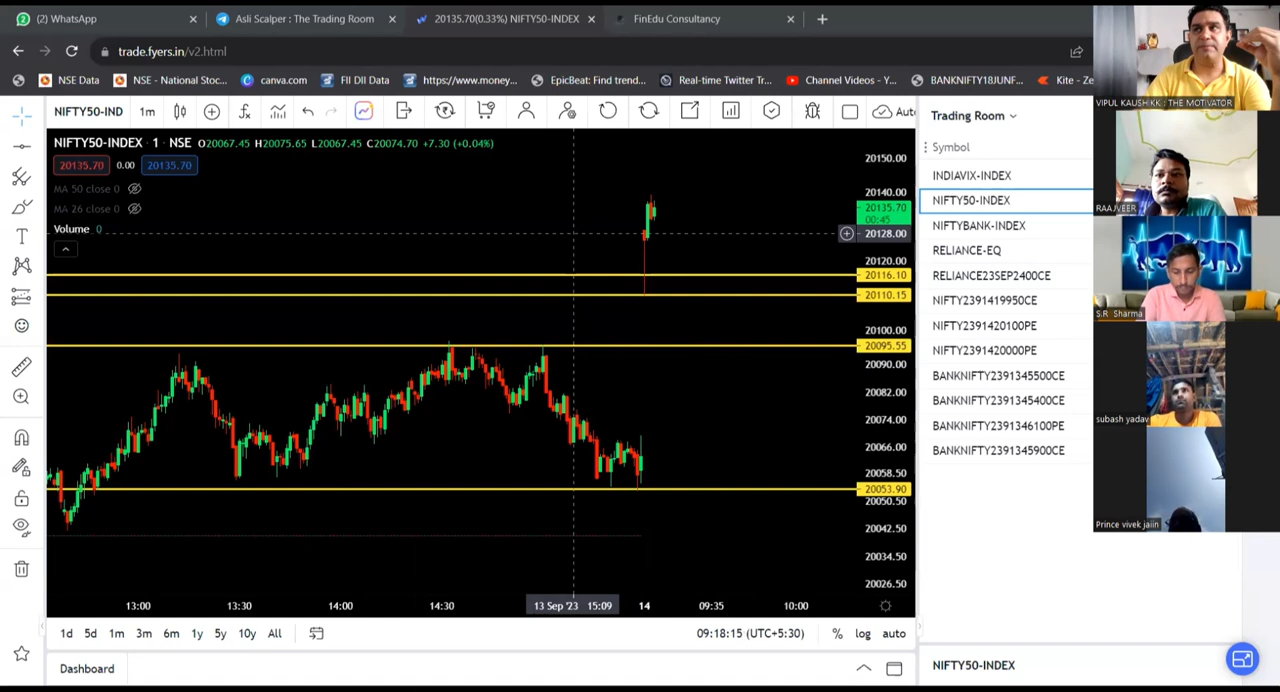 (2) WhatsApp
Asli Scalper : The Trading Room
20135.70(0.33%) NIFTY50-INDEX
FinEdu Consultancy
trade.fyers.in/v2.html
NSE Data
NSE - National Stoc...
canva.com
FII DII Data
https://www.money...
EpicBeat: Find trend...
Real-time Twitter Tr...
Channel Videos - Y...
BANKNIFTY18JUNF...
Kite - Ze
NIFTY50-IND
1m
Auto
NIFTY50-INDEX · 1 · NSE O20067.45 H20075.65 L20067.45 C20074.70 +7.30 (+0.04%)
20135.70 0.00 20135.70
MA 50 close 0
MA 26 close 0
Volume 0
20150.00
20140.00
20135.70
00:45
20128.00
20120.00
20116.10
20110.15
20100.00
20095.55
20090.00
20082.00
20074.00
20066.00
20058.50
20053.90
20050.50
20042.50
20034.50
20026.50
13:00 13:30 14:00 14:30 13 Sep '23 15:09 14 09:35 10:00
1d 5d 1m 3m 6m 1y 5y 10y All
09:18:15 (UTC+5:30) % log auto
Dashboard
Trading Room
Symbol
INDIAVIX-INDEX
NIFTY50-INDEX
NIFTYBANK-INDEX
RELIANCE-EQ
RELIANCE23SEP2400CE
NIFTY2391419950CE
NIFTY2391420100PE
NIFTY2391420000PE
BANKNIFTY2391345500CE
BANKNIFTY2391345400CE
BANKNIFTY2391346100PE
BANKNIFTY2391345900CE
NIFTY50-INDEX
VIPUL KAUSHIKK : THE MOTIVATOR
RAAJVEER
S.R Sharma
subash yadav
Prince vivek jaiin